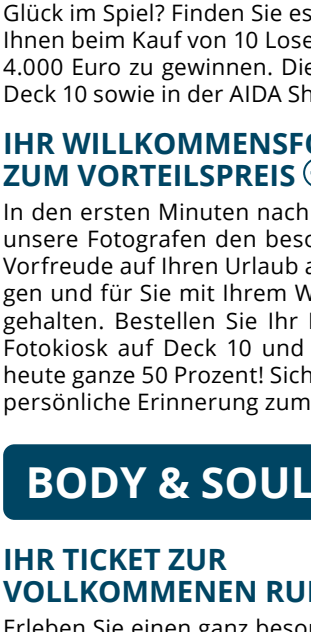 Glück im Spiel? Finden Sie es
Ihnen beim Kauf von 10 Lose
4.000 Euro zu gewinnen. Die
Deck 10 sowie in der AIDA Sh
IHR WILLKOMMENSFO
ZUM VORTEILSPREIS
In den ersten Minuten nach
unsere Fotografen den beso
Vorfreude auf Ihren Urlaub a
gen und für Sie mit Ihrem W
gehalten. Bestellen Sie Ihr
Fotokiosk auf Deck 10 und
heute ganze 50 Prozent! Sich
persönliche Erinnerung zum
BODY & SOUL
IHR TICKET ZUR
VOLLKOMMENEN RU
Erleben Sie einen ganz beson